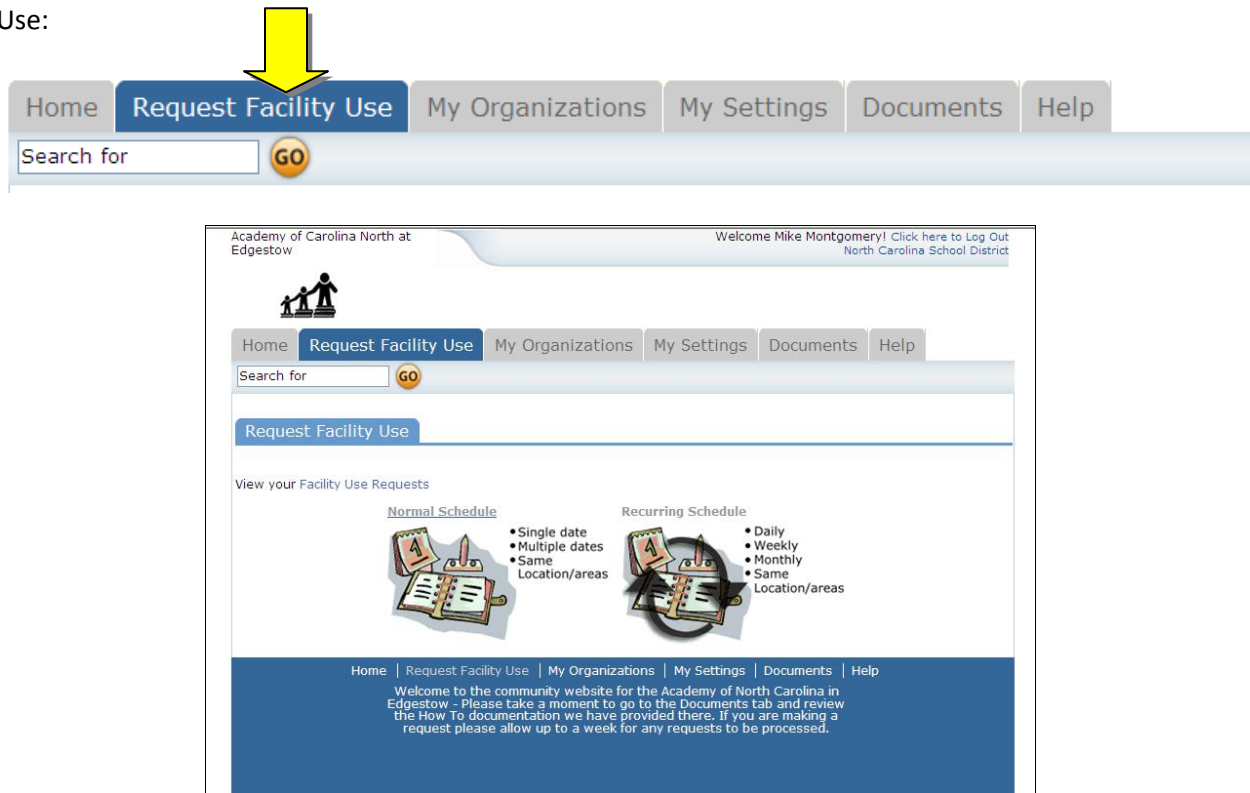 Use:
Home Request Facility Use My Organizations My Settings Documents Help
Search for GO
Academy of Carolina North at
Edgestow
Welcome Mike Montgomery! Click here to Log Out
North Carolina School District
Home Request Facility Use My Organizations My Settings Documents Help
Search for GO
Request Facility Use
View your Facility Use Requests
Normal Schedule
• Single date
• Multiple dates
• Same
Location/areas
Recurring Schedule
• Daily
• Weekly
• Monthly
• Same
Location/areas
Home | Request Facility Use | My Organizations | My Settings | Documents | Help
Welcome to the community website for the Academy of North Carolina in
Edgestow - Please take a moment to go to the Documents tab and review
the How To documentation we have provided there. If you are making a
request please allow up to a week for any requests to be processed.